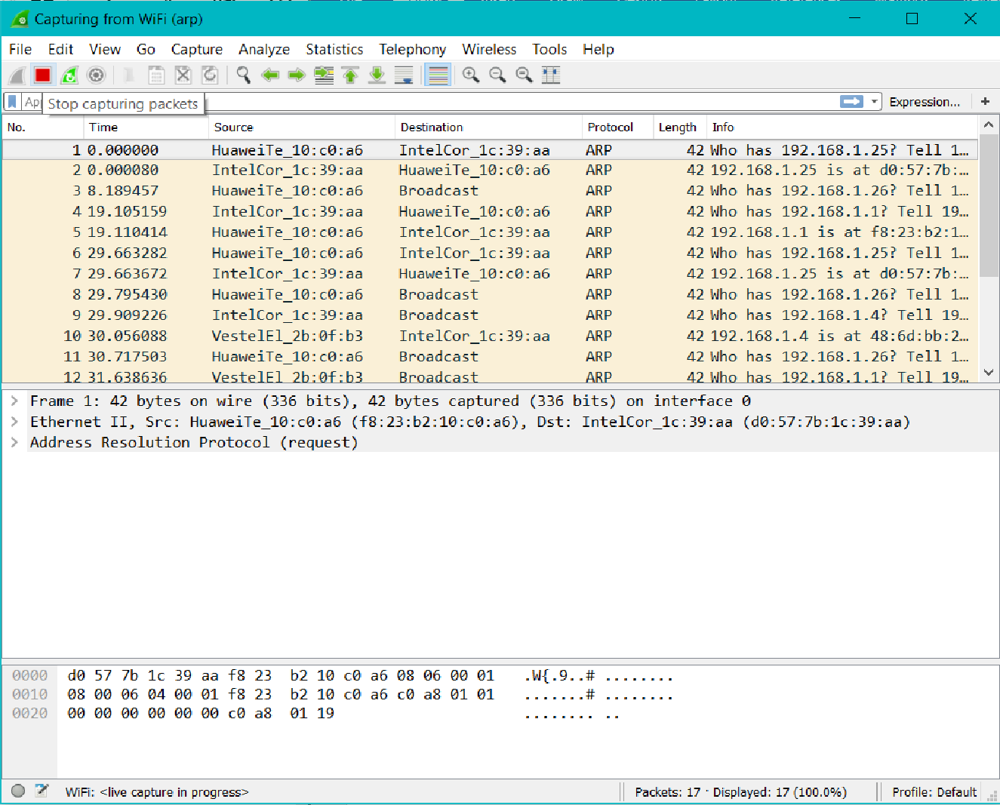 Capturing from WiFi (arp)
File Edit View Go Capture Analyze Statistics Telephony Wireless Tools Help
Ap Stop capturing packets Expression... +
No. Time Source Destination Protocol Length Info
1 0.000000 HuaweiTe_10:c0:a6 IntelCor_1c:39:aa ARP 42 Who has 192.168.1.25? Tell 1…
2 0.000080 IntelCor_1c:39:aa HuaweiTe_10:c0:a6 ARP 42 192.168.1.25 is at d0:57:7b:…
3 8.189457 HuaweiTe_10:c0:a6 Broadcast ARP 42 Who has 192.168.1.26? Tell 1…
4 19.105159 IntelCor_1c:39:aa HuaweiTe_10:c0:a6 ARP 42 Who has 192.168.1.1? Tell 19…
5 19.110414 HuaweiTe_10:c0:a6 IntelCor_1c:39:aa ARP 42 192.168.1.1 is at f8:23:b2:1…
6 29.663282 HuaweiTe_10:c0:a6 IntelCor_1c:39:aa ARP 42 Who has 192.168.1.25? Tell 1…
7 29.663672 IntelCor_1c:39:aa HuaweiTe_10:c0:a6 ARP 42 192.168.1.25 is at d0:57:7b:…
8 29.795430 HuaweiTe_10:c0:a6 Broadcast ARP 42 Who has 192.168.1.26? Tell 1…
9 29.909226 IntelCor_1c:39:aa Broadcast ARP 42 Who has 192.168.1.4? Tell 19…
10 30.056088 VestelEl_2b:0f:b3 IntelCor_1c:39:aa ARP 42 192.168.1.4 is at 48:6d:bb:2…
11 30.717503 HuaweiTe_10:c0:a6 Broadcast ARP 42 Who has 192.168.1.26? Tell 1…
12 31.638636 VestelEl_2b:0f:b3 Broadcast ARP 42 Who has 192.168.1.1? Tell 19…
> Frame 1: 42 bytes on wire (336 bits), 42 bytes captured (336 bits) on interface 0
> Ethernet II, Src: HuaweiTe_10:c0:a6 (f8:23:b2:10:c0:a6), Dst: IntelCor_1c:39:aa (d0:57:7b:1c:39:aa)
> Address Resolution Protocol (request)
0000 d0 57 7b 1c 39 aa f8 23 b2 10 c0 a6 08 06 00 01 .W{.9..# ........
0010 08 00 06 04 00 01 f8 23 b2 10 c0 a6 c0 a8 01 01 .......# ........
0020 00 00 00 00 00 00 c0 a8 01 19 ........ ..
WiFi: <live capture in progress> Packets: 17 · Displayed: 17 (100.0%) Profile: Default